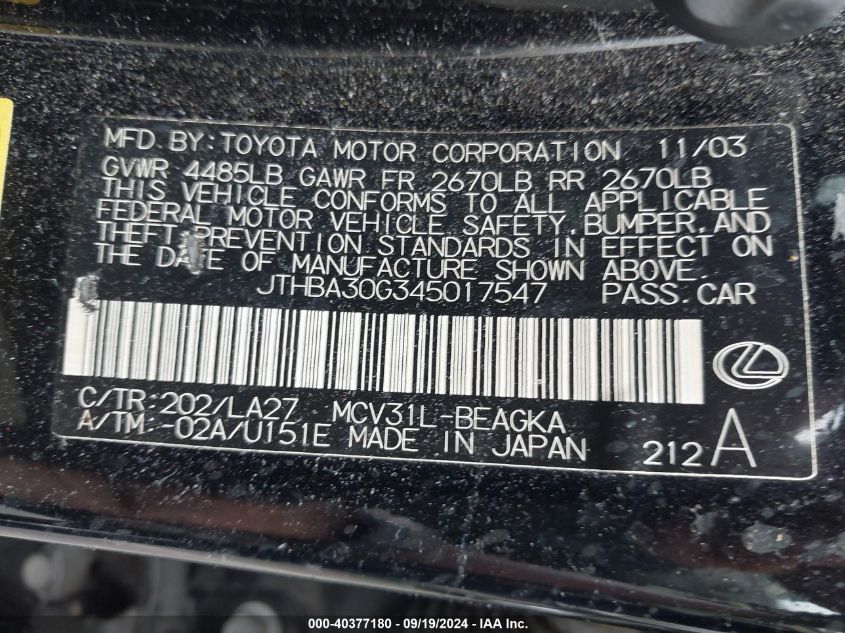 MFD BY: TOYOTA MOTOR CORPORATION 11/03
GVWR 4485LB GAWR FR 2670LB RR 2670LB
THIS VEHICLE CONFORMS TO ALL APPLICABLE
FEDERAL MOTOR VEHICLE SAFETY, BUMPER, AND
THEFT PREVENTION STANDARDS IN EFFECT ON
THE DATE OF MANUFACTURE SHOWN ABOVE.
JTHBA30G345017547 PASS.CAR
C/TR:202/LA27 MCV31L-BEAGKA
A/TM:-02A/U151E MADE IN JAPAN 212 A
000-40377180 - 09/19/2024 - IAA, Inc.